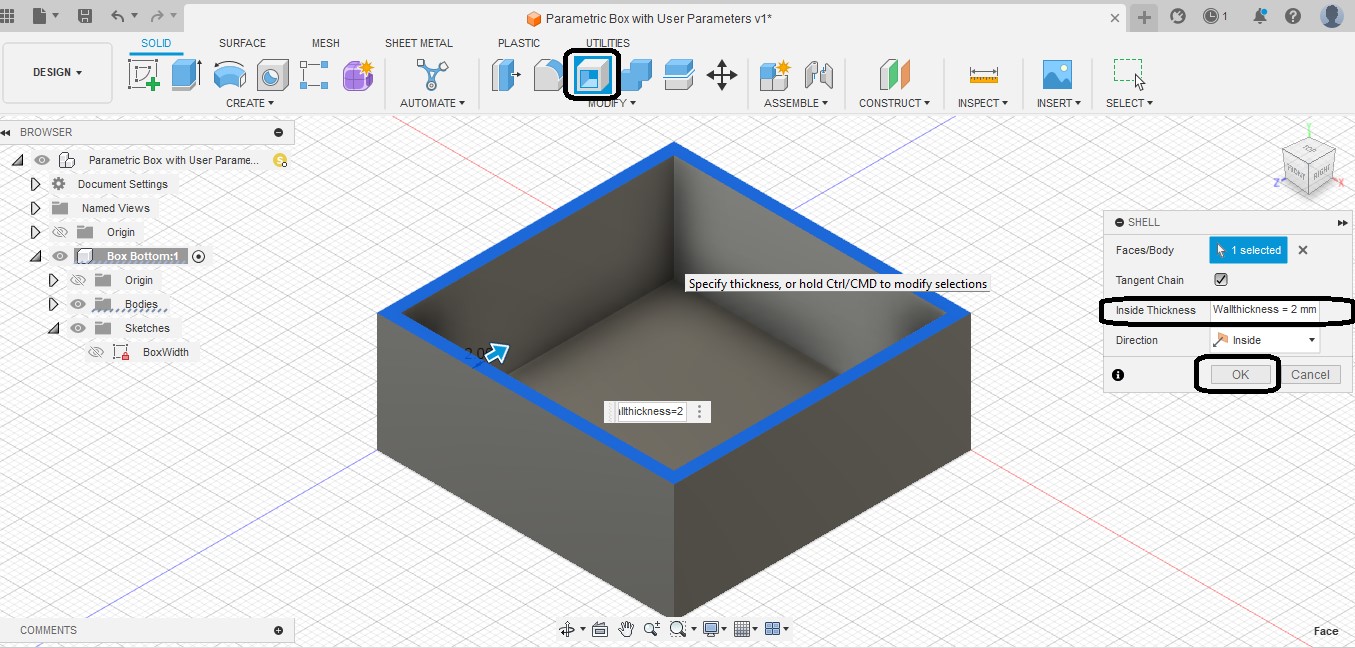 1
Parametric Box with User Parameters v1*
SOLID SURFACE MESH SHEET METAL PLASTIC UTILITIES
DESIGN
CREATE AUTOMATE MODIFY ASSEMBLE CONSTRUCT INSPECT INSERT SELECT
BROWSER
Parametric Box with User Parame...
Document Settings
Named Views
Origin
Box Bottom:1
Origin
Bodies
Sketches
BoxWidth
Specify thickness, or hold Ctrl/CMD to modify selections
2.00
llthickness=2
Y
TOP
FRONT
RIGHT
Z
X
SHELL
Faces/Body 1 selected
Tangent Chain
Inside Thickness Wallthickness = 2 mm
Direction Inside
OK Cancel
COMMENTS
Face